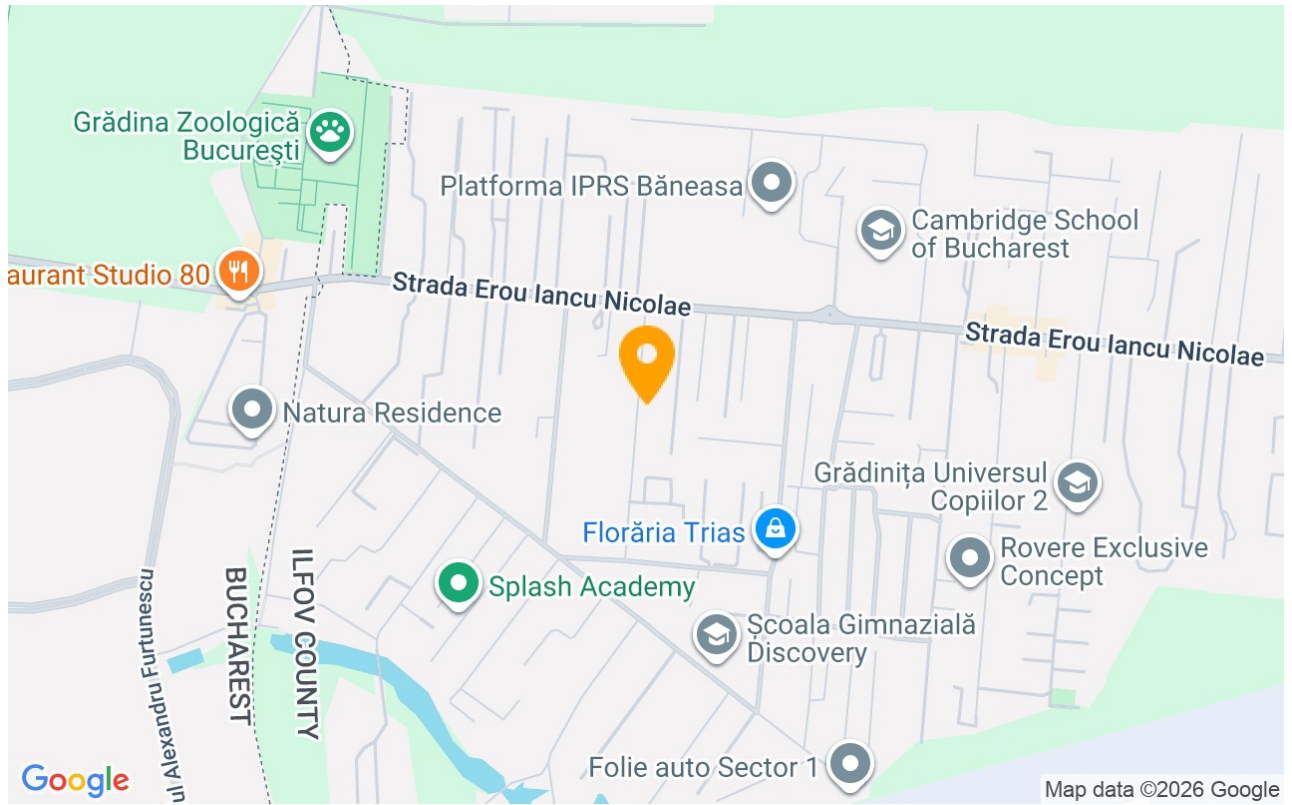 Grădina Zoologică
București
Platforma IPRS Băneasa
Cambridge School
of Bucharest
aurant Studio 80
Strada Erou Iancu Nicolae
Strada Erou Iancu Nicolae
Natura Residence
Grădinița Universul
Copiilor 2
Florăria Trias
Rovere Exclusive
Concept
Splash Academy
Școala Gimnazială
Discovery
BUCHAREST
ILFOV COUNTY
ul Alexandru Furtunescu
Folie auto Sector 1
Google
Map data ©2026 Google